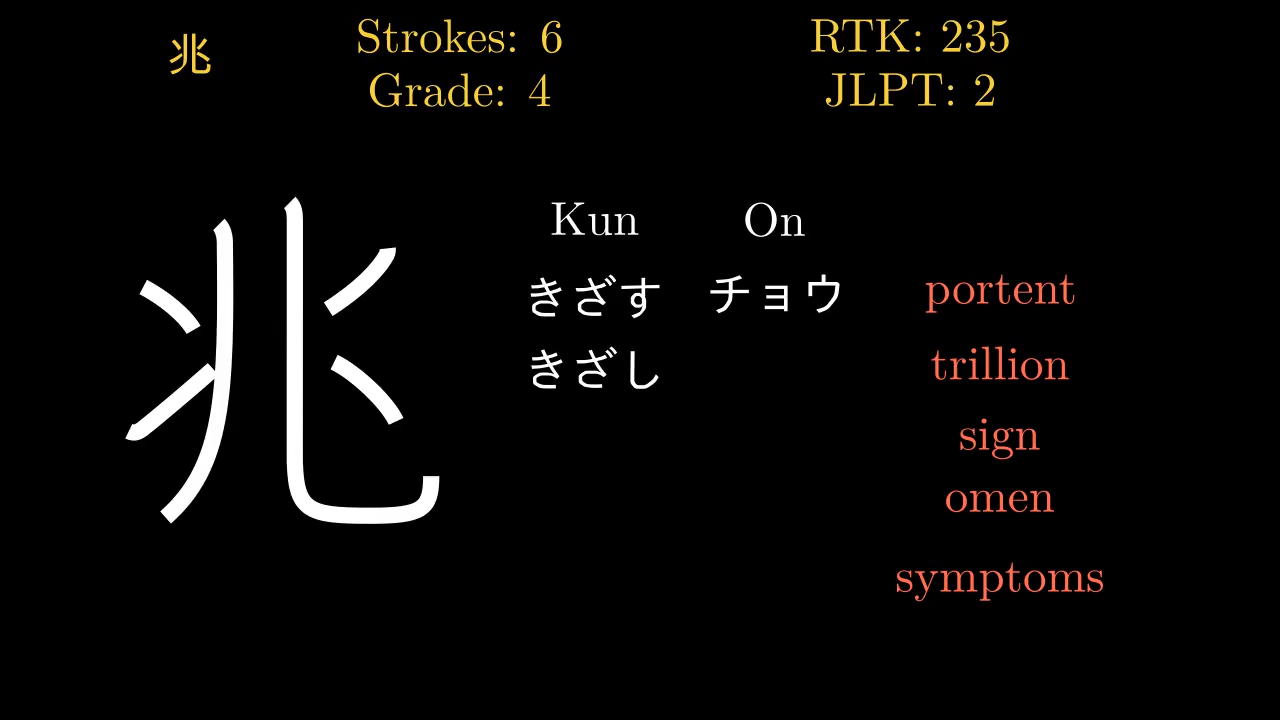 兆
Strokes: 6
Grade: 4
RTK: 235
JLPT: 2
兆
Kun
On
きざす
チョウ
きざし
portent
trillion
sign
omen
symptoms